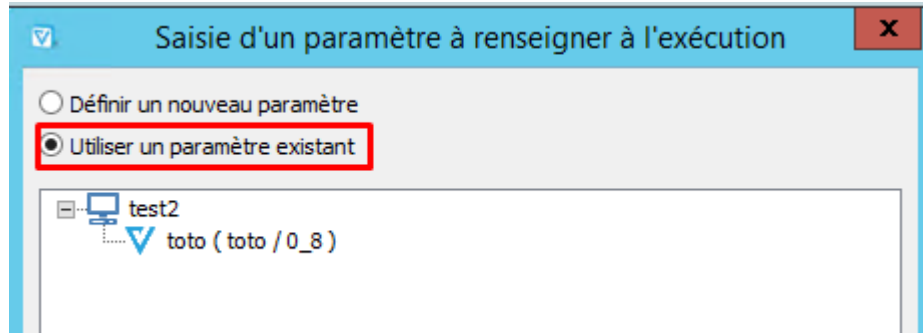 Saisie d'un paramètre à renseigner à l'exécution
Définir un nouveau paramètre
Utiliser un paramètre existant
test2
toto ( toto / 0_8 )